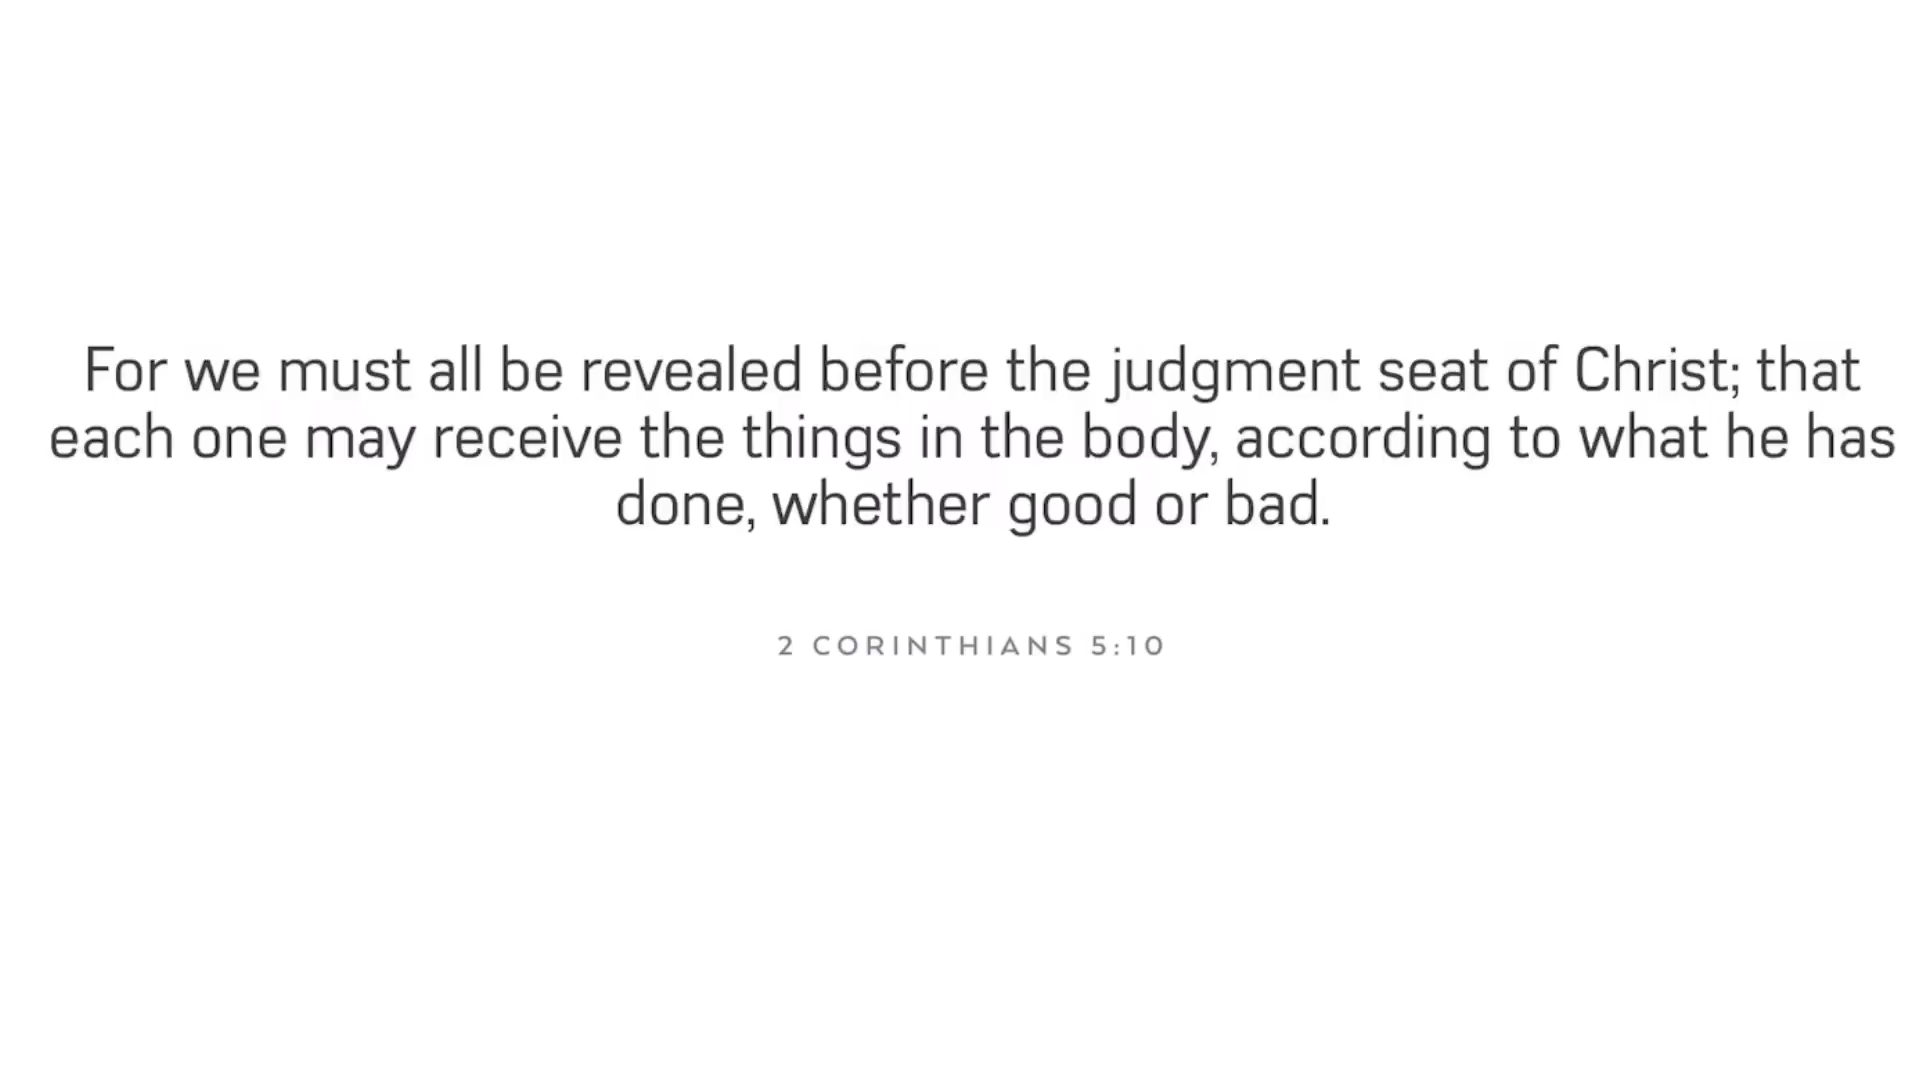 For we must all be revealed before the judgment seat of Christ; that
each one may receive the things in the body, according to what he has
done, whether good or bad.
2 CORINTHIANS 5:10